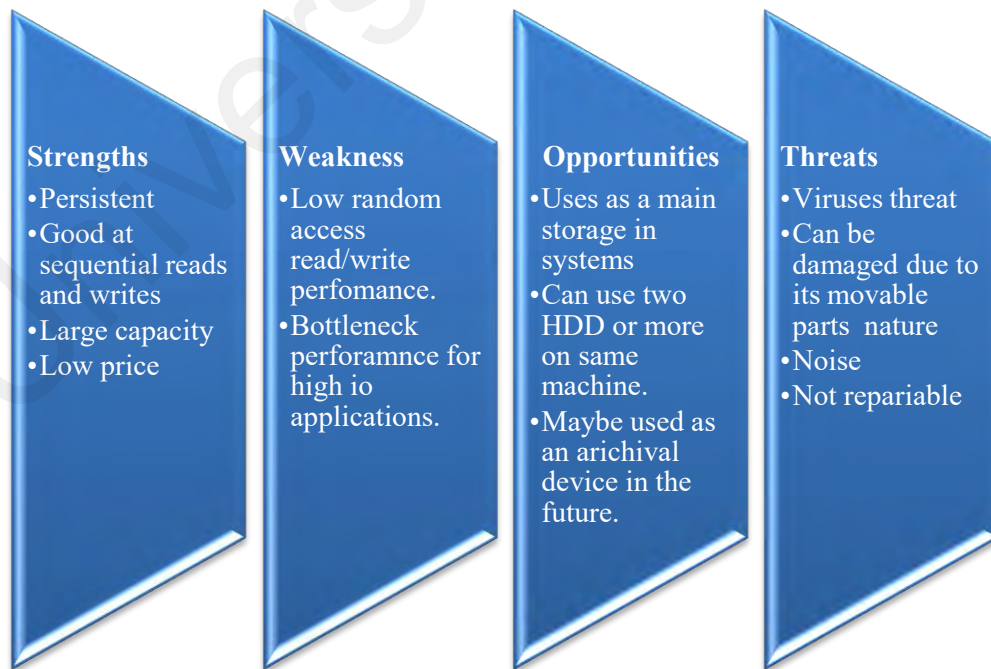 Strengths
•Persistent
•Good at
sequential reads
and writes
•Large capacity
•Low price
Weakness
•Low random
access
read/write
perfomance.
•Bottleneck
perforamnce for
high io
applications.
Opportunities
•Uses as a main
storage in
systems
•Can use two
HDD or more
on same
machine.
•Maybe used as
an arichival
device in the
future.
Threats
•Viruses threat
•Can be
damaged due to
its movable
parts  nature
•Noise
•Not repariable
Univers